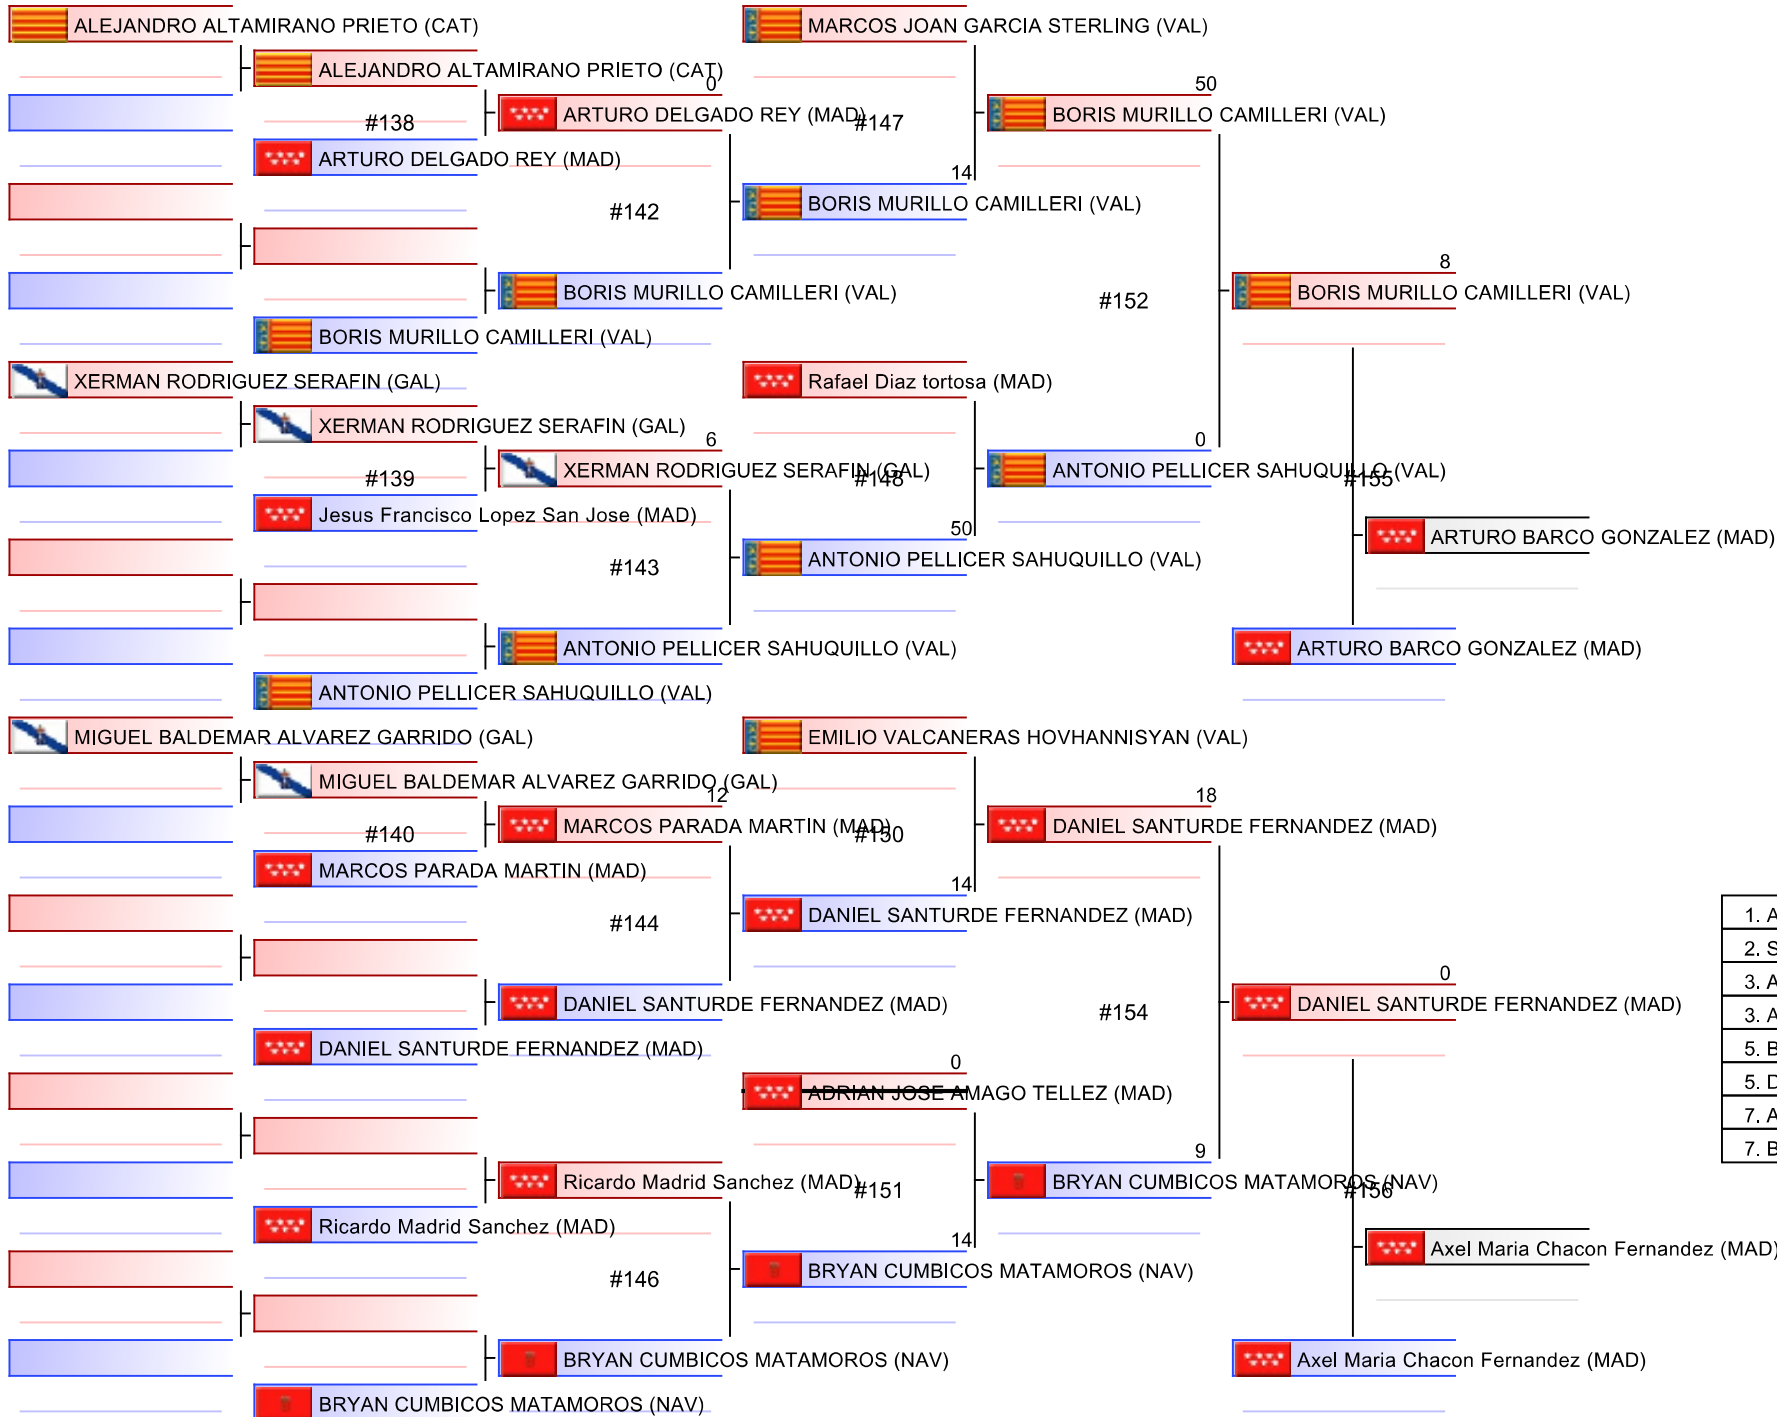 ALEJANDRO ALTAMIRANO PRIETO (CAT)
MARCOS JOAN GARCIA STERLING (VAL)
ALEJANDRO ALTAMIRANO PRIETO (CAT)
0
50
#138
ARTURO DELGADO REY (MAD)
#147
BORIS MURILLO CAMILLERI (VAL)
ARTURO DELGADO REY (MAD)
14
#142
BORIS MURILLO CAMILLERI (VAL)
8
BORIS MURILLO CAMILLERI (VAL)
#152
BORIS MURILLO CAMILLERI (VAL)
BORIS MURILLO CAMILLERI (VAL)
XERMAN RODRIGUEZ SERAFIN (GAL)
Rafael Diaz tortosa (MAD)
XERMAN RODRIGUEZ SERAFIN (GAL)
6
0
#139
XERMAN RODRIGUEZ SERAFIN (GAL)
#148
ANTONIO PELLICER SAHUQUILLO (VAL)
#155
Jesus Francisco Lopez San Jose (MAD)
50
ARTURO BARCO GONZALEZ (MAD)
#143
ANTONIO PELLICER SAHUQUILLO (VAL)
ANTONIO PELLICER SAHUQUILLO (VAL)
ARTURO BARCO GONZALEZ (MAD)
ANTONIO PELLICER SAHUQUILLO (VAL)
MIGUEL BALDEMAR ALVAREZ GARRIDO (GAL)
EMILIO VALCANERAS HOVHANNISYAN (VAL)
MIGUEL BALDEMAR ALVAREZ GARRIDO (GAL)
12
18
#140
MARCOS PARADA MARTIN (MAD)
#150
DANIEL SANTURDE FERNANDEZ (MAD)
MARCOS PARADA MARTIN (MAD)
14
#144
DANIEL SANTURDE FERNANDEZ (MAD)
1. A
2. S
0
3. A
DANIEL SANTURDE FERNANDEZ (MAD)
#154
DANIEL SANTURDE FERNANDEZ (MAD)
3. A
DANIEL SANTURDE FERNANDEZ (MAD)
5. B
0
5. D
ADRIAN JOSE AMAGO TELLEZ (MAD)
7. A
7. B
9
Ricardo Madrid Sanchez (MAD)
#151
BRYAN CUMBICOS MATAMOROS (NAV)
#156
Ricardo Madrid Sanchez (MAD)
14
Axel Maria Chacon Fernandez (MAD)
#146
BRYAN CUMBICOS MATAMOROS (NAV)
BRYAN CUMBICOS MATAMOROS (NAV)
Axel Maria Chacon Fernandez (MAD)
BRYAN CUMBICOS MATAMOROS (NAV)